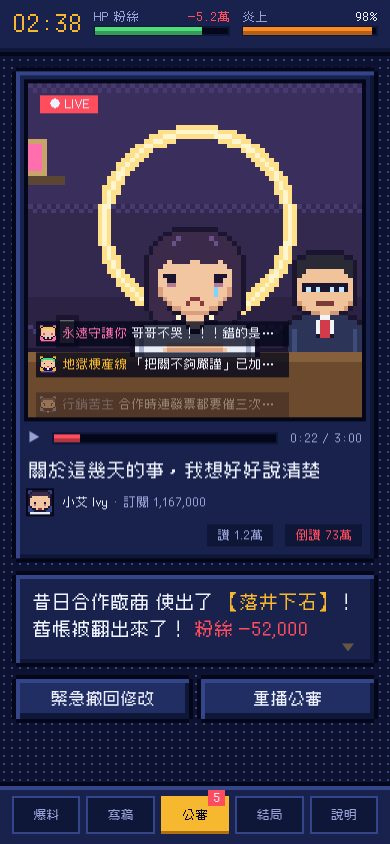 02:38
HP 粉絲 −5.2萬 炎上 98%
LIVE
永遠守護你 哥哥不哭！！！錯的是…
地獄梗產線 「把關不夠嚴謹」已加…
行銷苦主 合作時連發票都要催三次…
0:22 / 3:00
關於這幾天的事，我想好好說清楚
小艾 Ivy · 訂閱 1,167,000
讚 1.2萬 倒讚 73萬
昔日合作廠商 使出了 【落井下石】！
舊帳被翻出來了！ 粉絲 −52,000
緊急撤回修改 重播公審
5
爆料 寫稿 公審 結局 說明